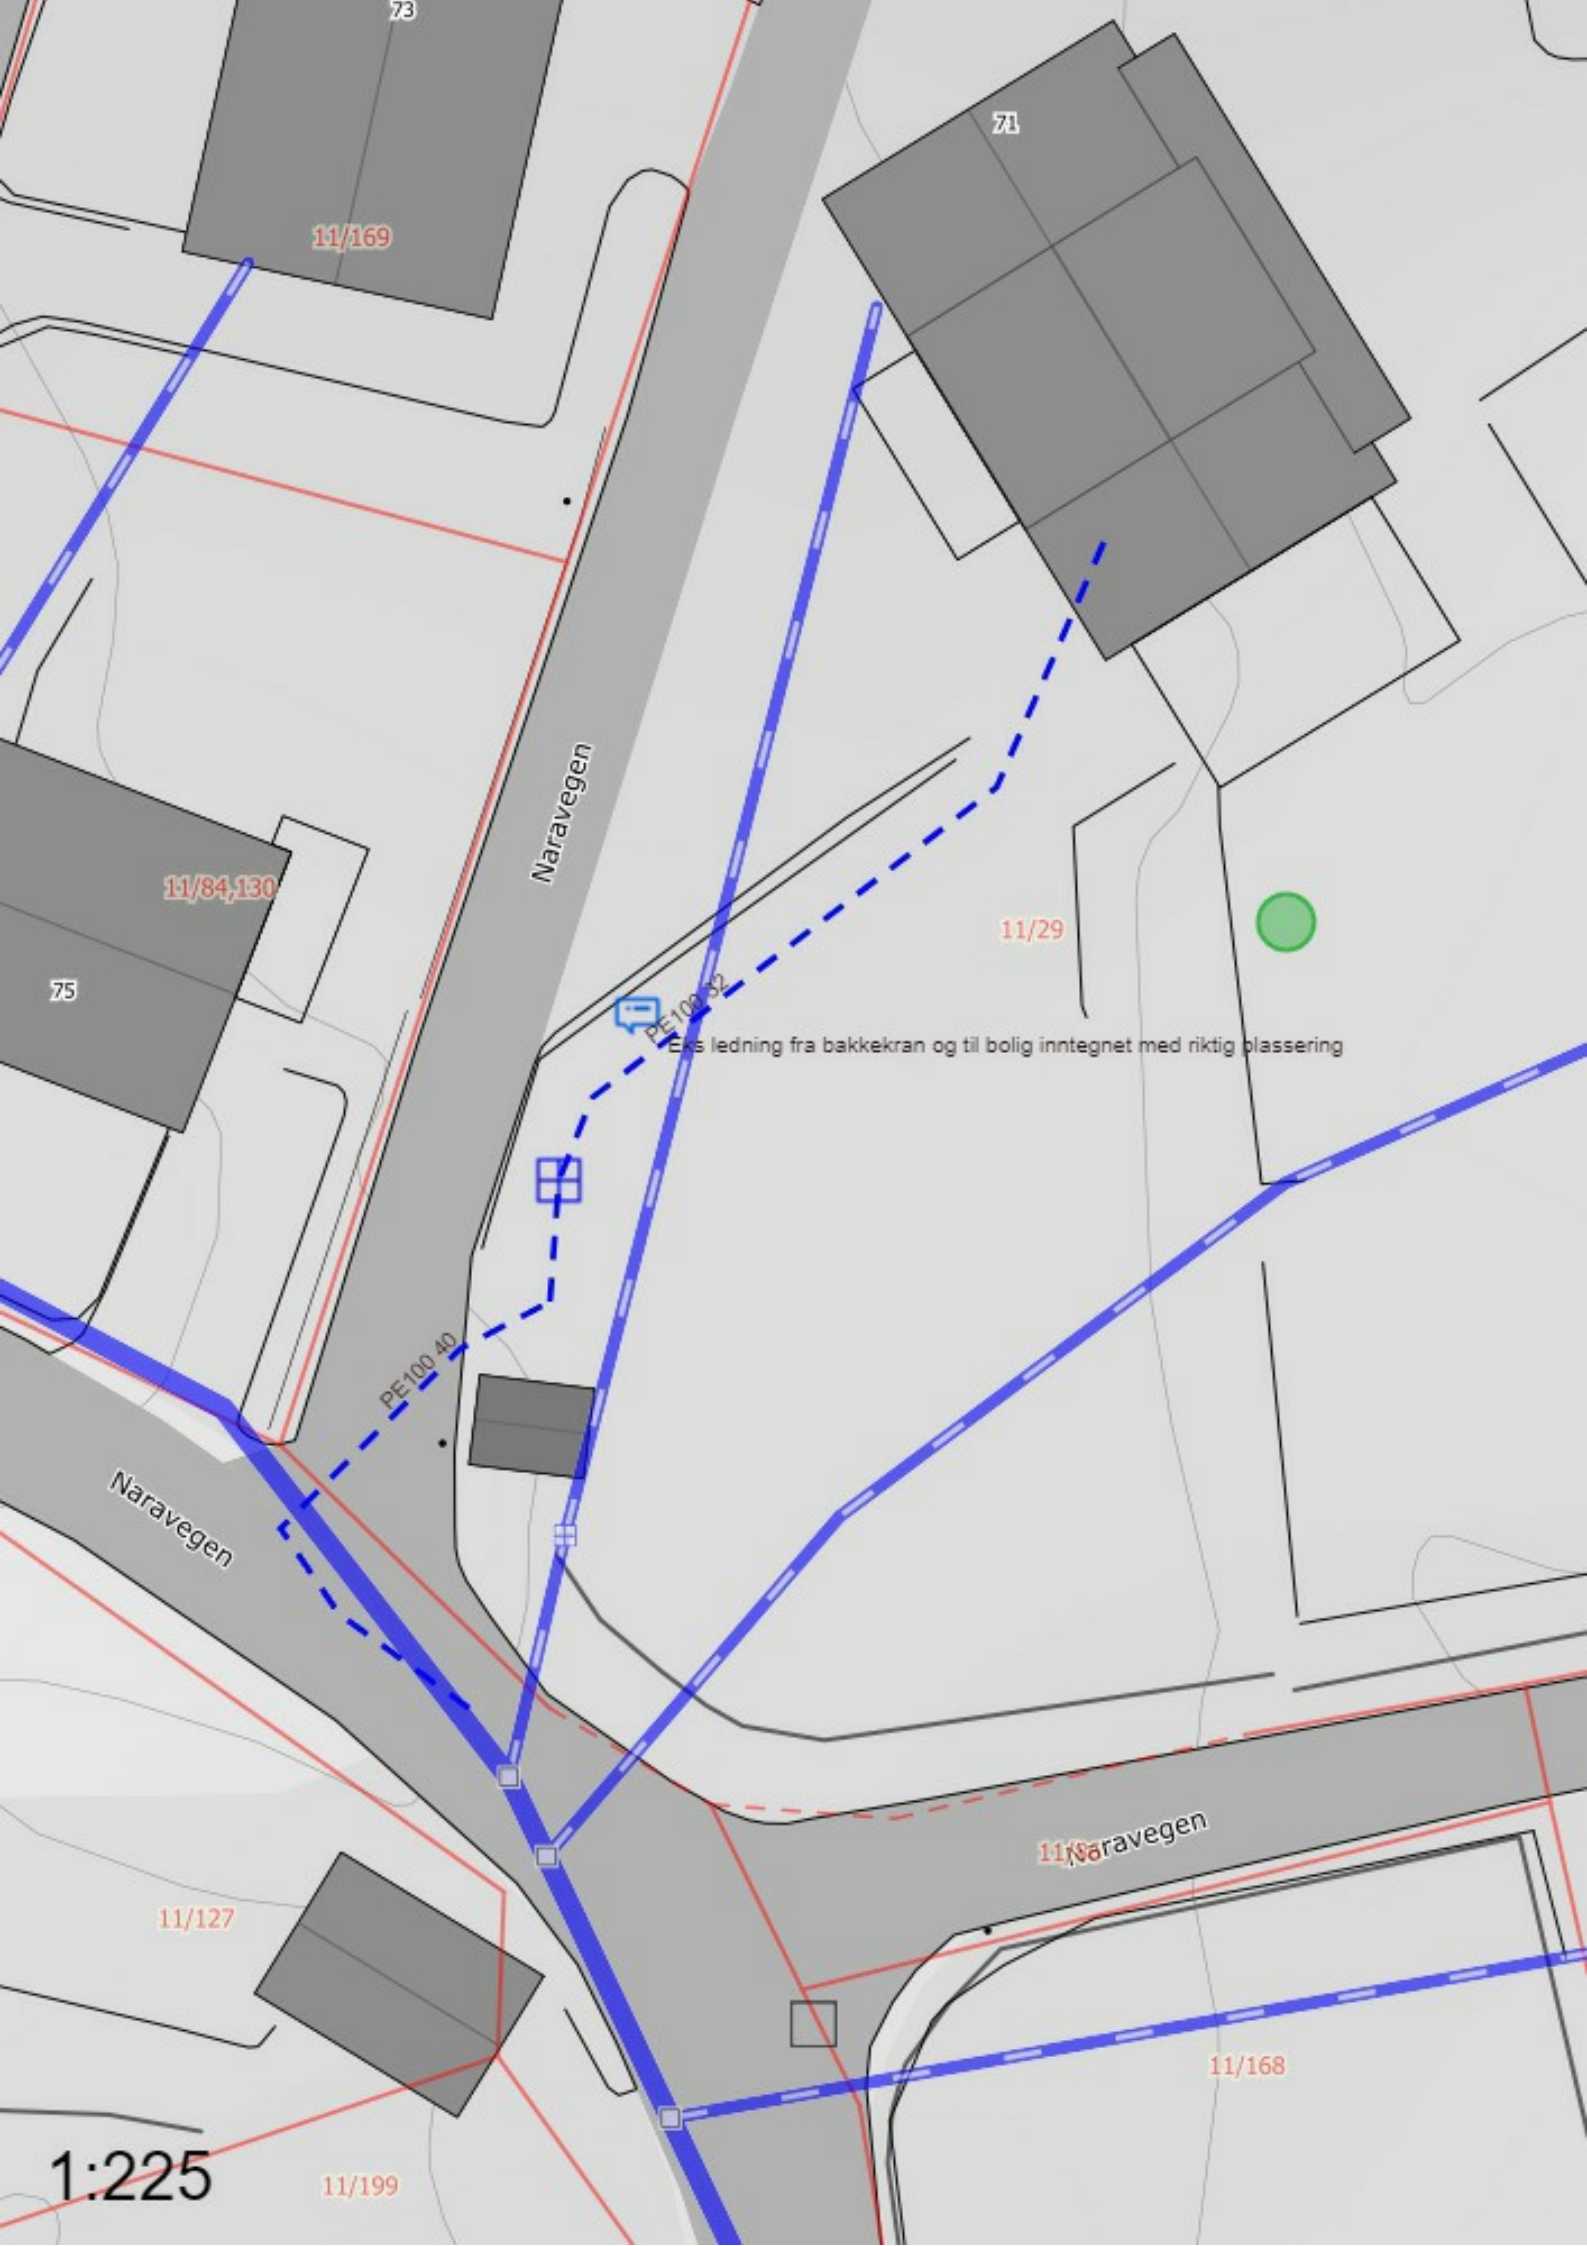 73
71
11/169
Naravegen
11/84,130
75
11/29
PE100 32
Eks ledning fra bakkekran og til bolig inntegnet med riktig plassering
PE100 40
Naravegen
Naravegen
11/127
11/168
1:225
11/199